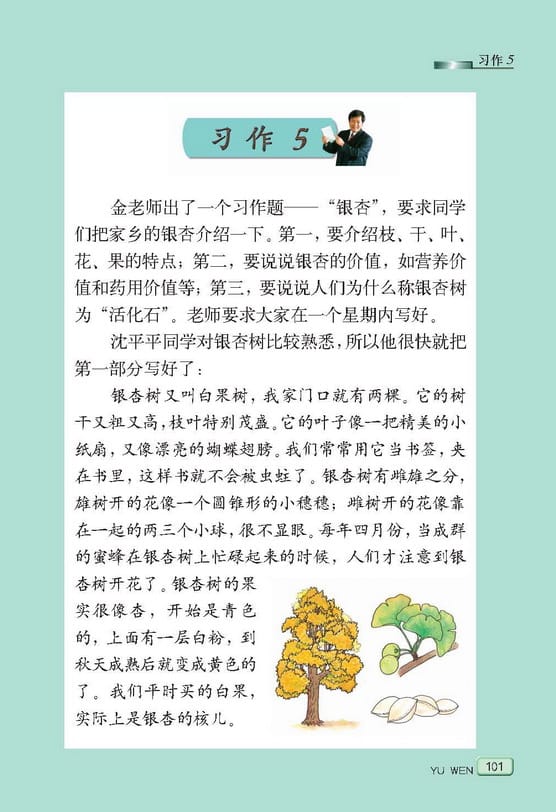 习作 5
习作 5
金老师出了一个习作题——“银杏”，要求同学
们把家乡的银杏介绍一下。第一，要介绍枝、干、叶、
花、果的特点；第二，要说说银杏的价值，如营养价
值和药用价值等；第三，要说说人们为什么称银杏树
为“活化石”。老师要求大家在一个星期内写好。
沈平平同学对银杏树比较熟悉，所以他很快就把
第一部分写好了：
银杏树又叫白果树，我家门口就有两棵。它的树
干又粗又高，枝叶特别茂盛。它的叶子像一把精美的小
纸扇，又像漂亮的蝴蝶翅膀。我们常常用它当书签，夹
在书里，这样书就不会被虫蛀了。银杏树有雌雄之分，
雄树开的花像一个圆锥形的小穗穗；雌树开的花像靠
在一起的两三个小球，很不显眼。每年四月份，当成群
的蜜蜂在银杏树上忙碌起来的时候，人们才注意到银
杏树开花了。银杏树的果
实很像杏，开始是青色
的，上面有一层白粉，到
秋天成熟后就变成黄色的
了。我们平时买的白果，
实际上是银杏的核儿。
YU WEN 101